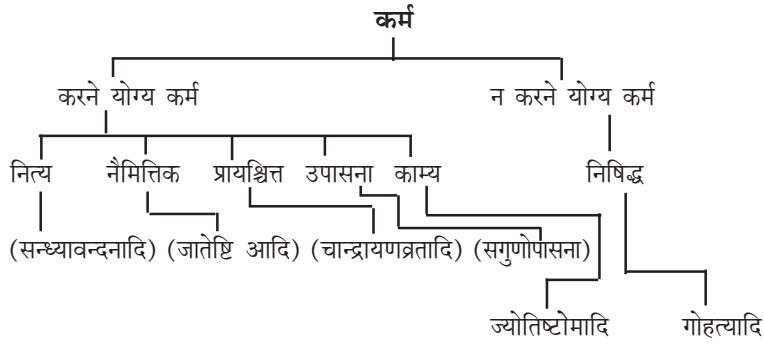 कर्म
करने योग्य कर्म न करने योग्य कर्म
नित्य नैमित्तिक प्रायश्चित्त उपासना काम्य निषिद्ध
(सन्ध्यावन्दनादि) (जातेष्टि आदि) (चान्द्रायणव्रतादि) (सगुणोपासना)
ज्योतिष्टोमादि गोहत्यादि